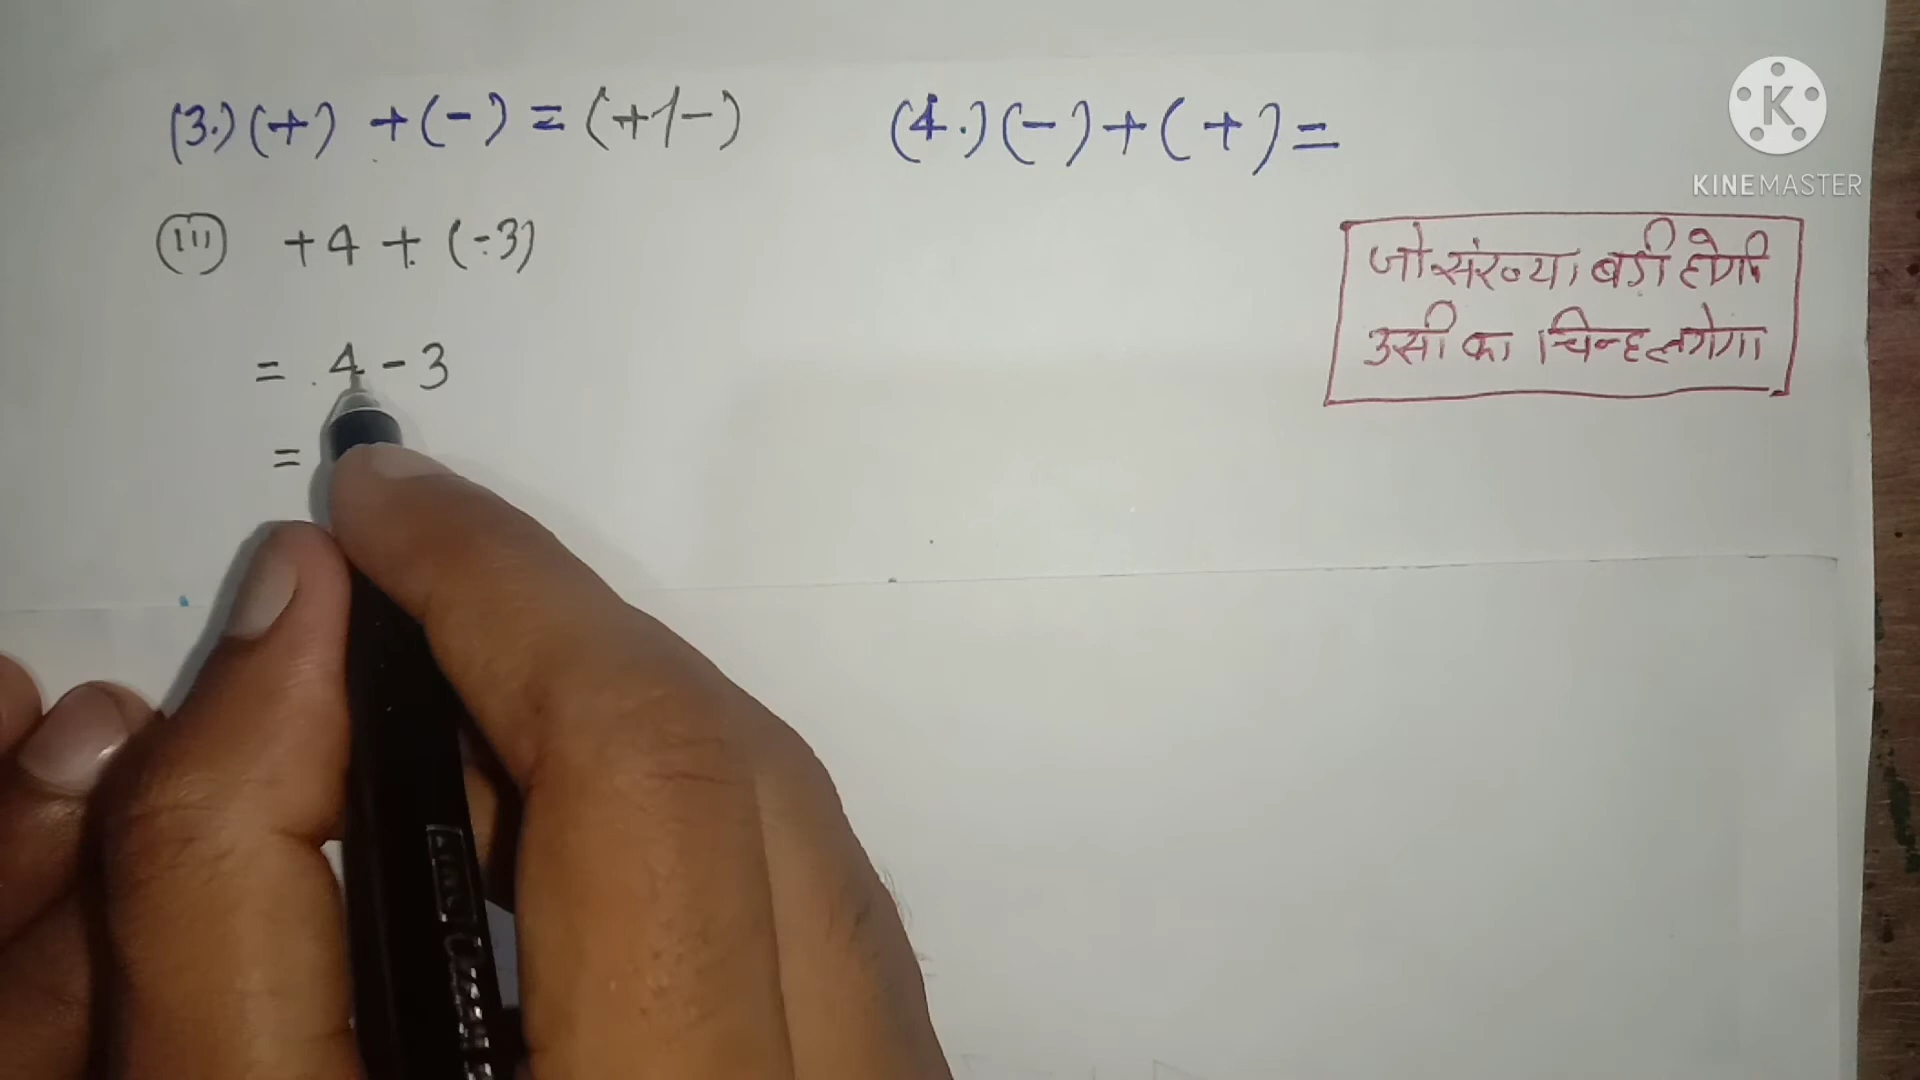 (3.) (+) + (-) = (+/-)
(4.) (-) + (+) =
KINEMASTER
(iii) +4 + (-3)
= 4 - 3
=
जो संख्या बड़ी होगी
उसी का चिन्ह लगेगा